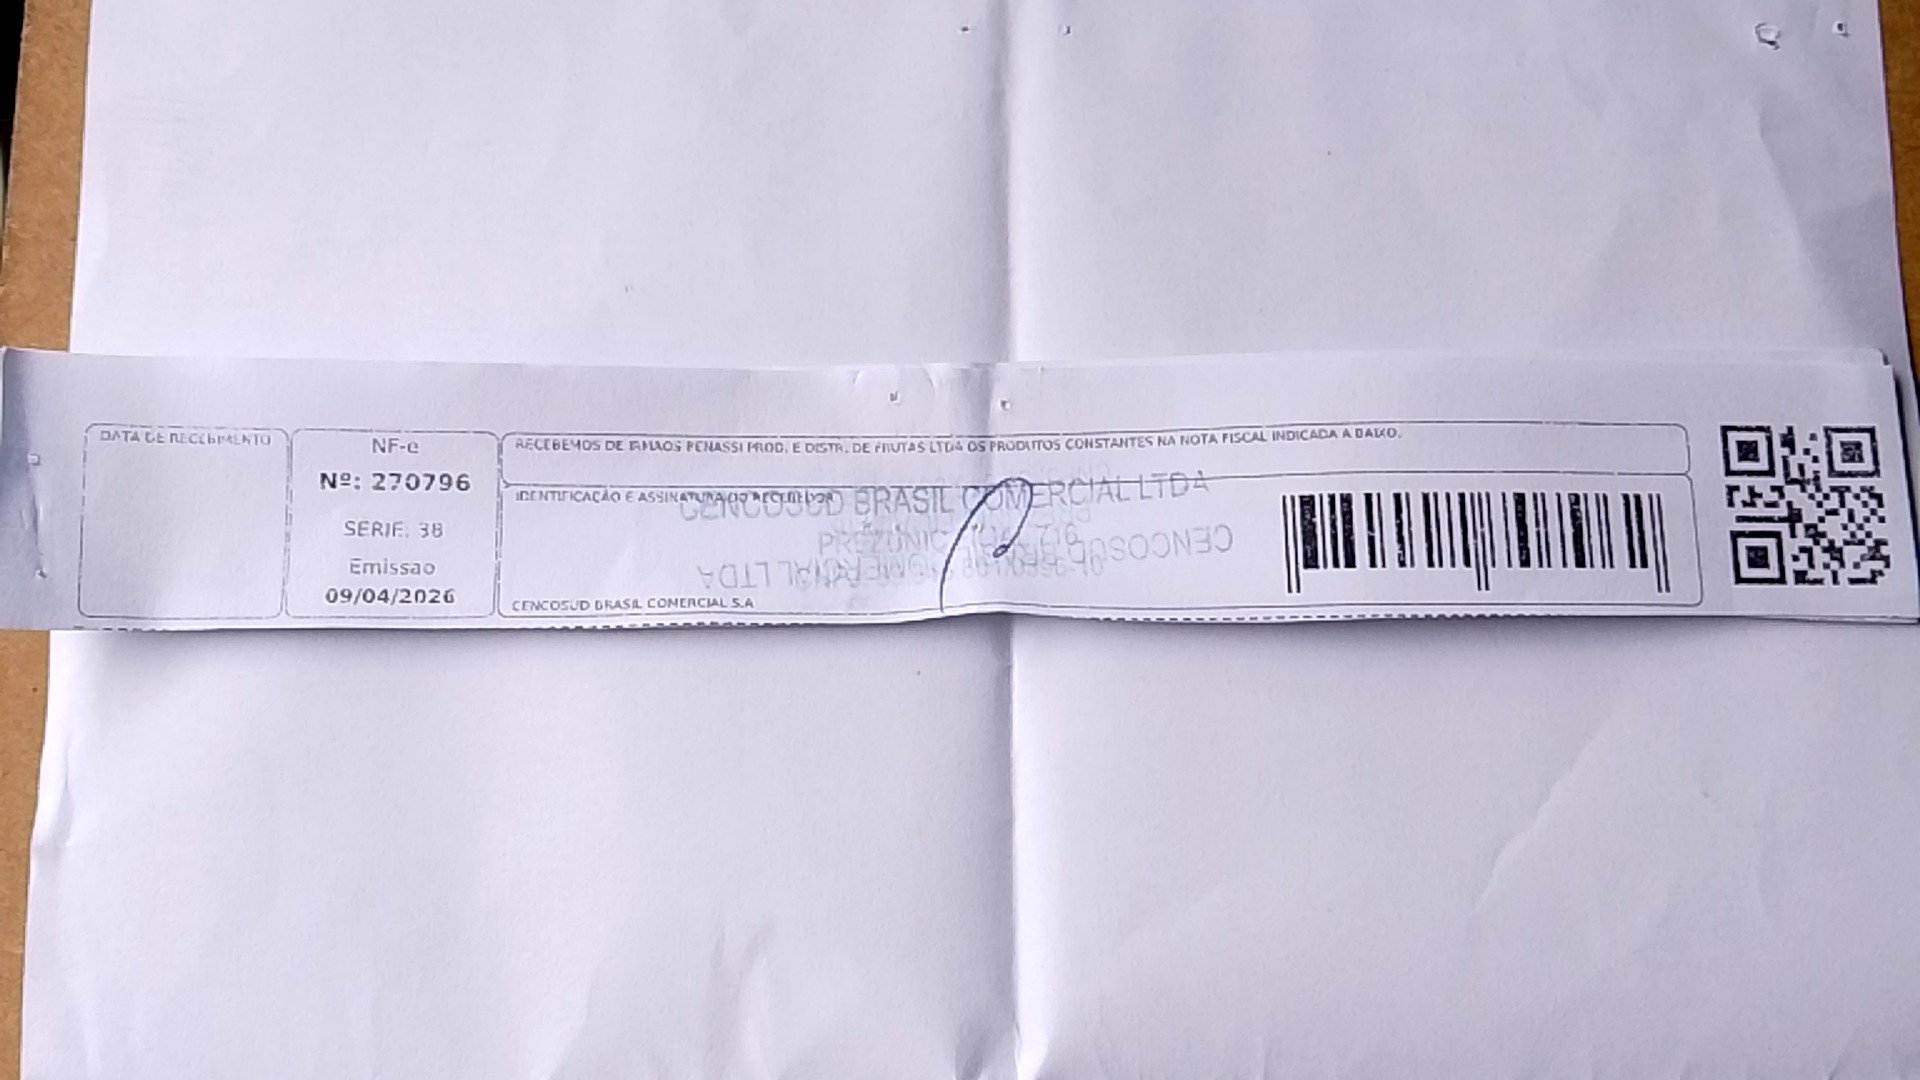 DATA DE RECEBIMENTO
NF-e
Nº: 270796
SERIE: 38
Emissao
09/04/2026
RECEBEMOS DE IRMAOS PENASSI PROD. E DISTR. DE FRUTAS LTDA OS PRODUTOS CONSTANTES NA NOTA FISCAL INDICADA A BAIXO.
IDENTIFICAÇÃO E ASSINATURA DO RECEBEDOR
CENCOSUD BRASIL COMERCIAL LTDA
CENCOSUD COMERCIAL LTDA
CENCOSUD BRASIL COMERCIAL S.A